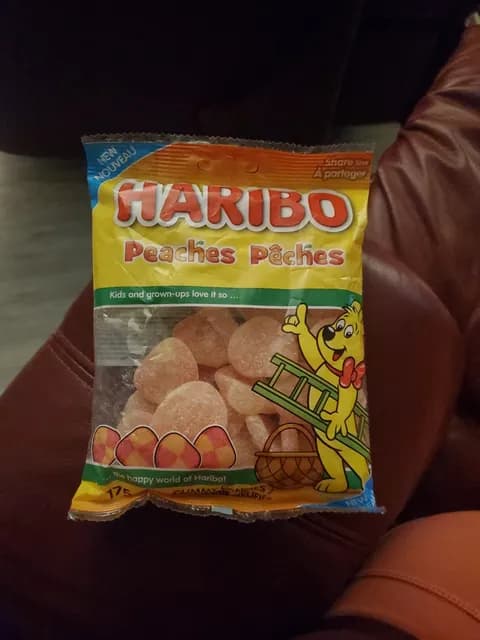 NEW
NOUVEAU
Share size
À partager
HARIBO
Peaches Pêches
Kids and grown-ups love it so ...
... the happy world of Haribo!